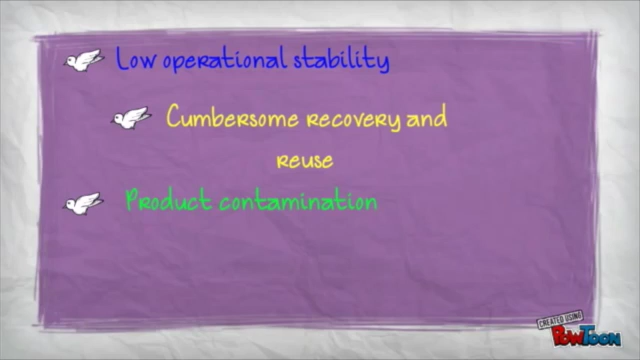 Low operational stability
Cumbersome recovery and
reuse
Product contamination
CREATED USING
POWTOON